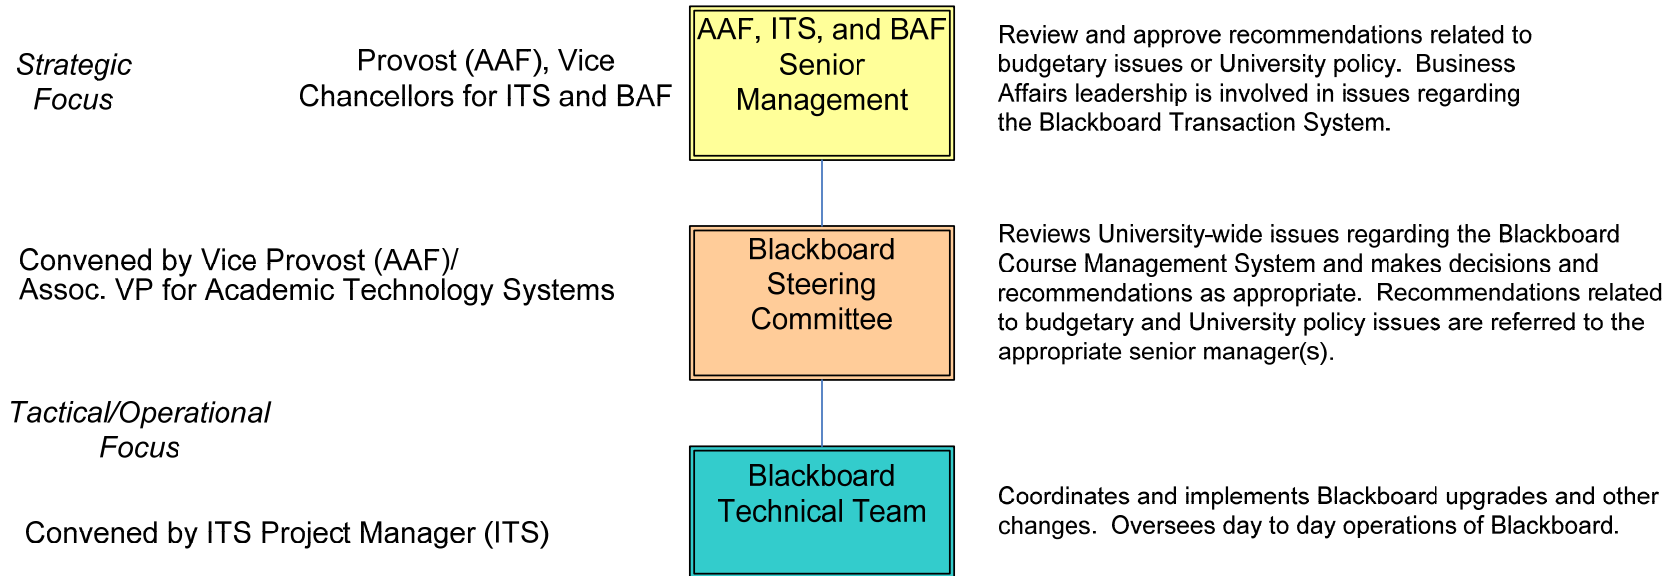 Strategic
Focus
Provost (AAF), Vice
Chancellors for ITS and BAF
AAF, ITS, and BAF
Senior
Management
Review and approve recommendations related to
budgetary issues or University policy.  Business
Affairs leadership is involved in issues regarding
the Blackboard Transaction System.
Convened by Vice Provost (AAF)/
Assoc. VP for Academic Technology Systems
Blackboard
Steering
Committee
Reviews University-wide issues regarding the Blackboard
Course Management System and makes decisions and
recommendations as appropriate.  Recommendations related
to budgetary and University policy issues are referred to the
appropriate senior manager(s).
Tactical/Operational
Focus
Convened by ITS Project Manager (ITS)
Blackboard
Technical Team
Coordinates and implements Blackboard upgrades and other
changes.  Oversees day to day operations of Blackboard.